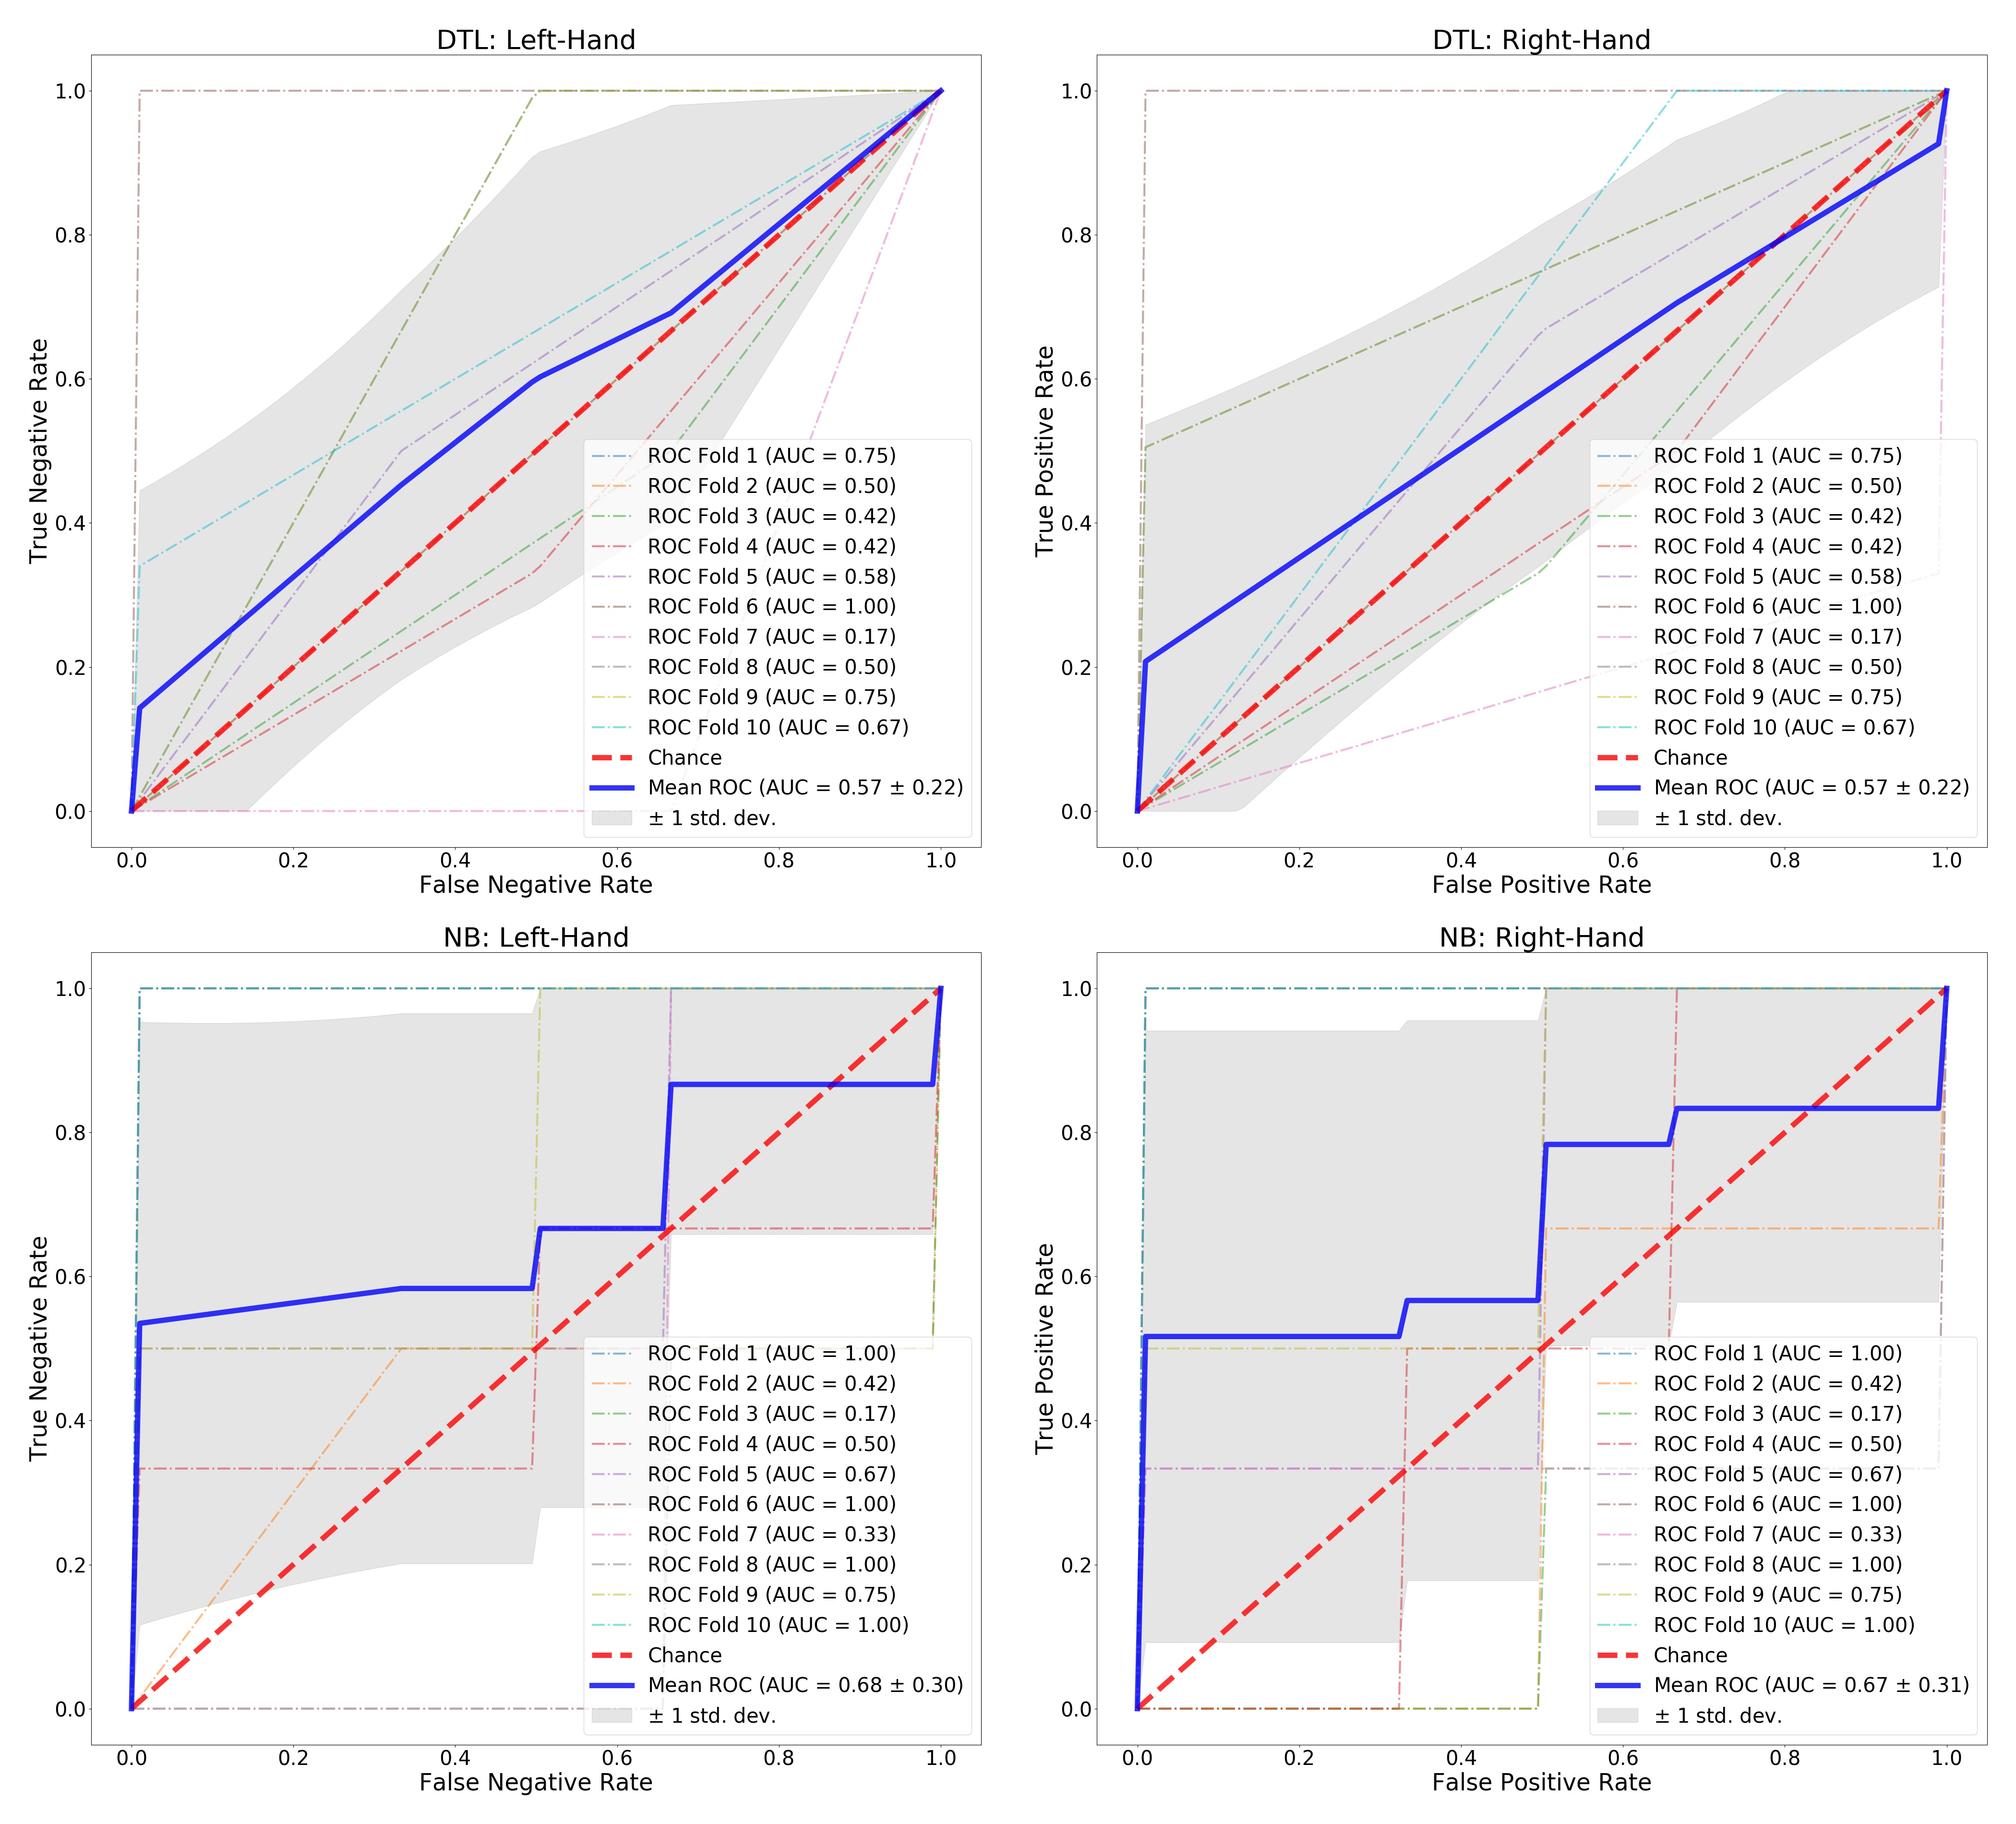 DTL: Left-Hand
True Negative Rate
1.0
0.8
0.6
0.4
0.2
0.0
ROC Fold 1 (AUC = 0.75)
ROC Fold 2 (AUC = 0.50)
ROC Fold 3 (AUC = 0.42)
ROC Fold 4 (AUC = 0.42)
ROC Fold 5 (AUC = 0.58)
ROC Fold 6 (AUC = 1.00)
ROC Fold 7 (AUC = 0.17)
ROC Fold 8 (AUC = 0.50)
ROC Fold 9 (AUC = 0.75)
ROC Fold 10 (AUC = 0.67)
Chance
Mean ROC (AUC = 0.57 ± 0.22)
± 1 std. dev.
0.0 0.2 0.4 0.6 0.8 1.0
False Negative Rate
DTL: Right-Hand
True Positive Rate
1.0
0.8
0.6
0.4
0.2
0.0
ROC Fold 1 (AUC = 0.75)
ROC Fold 2 (AUC = 0.50)
ROC Fold 3 (AUC = 0.42)
ROC Fold 4 (AUC = 0.42)
ROC Fold 5 (AUC = 0.58)
ROC Fold 6 (AUC = 1.00)
ROC Fold 7 (AUC = 0.17)
ROC Fold 8 (AUC = 0.50)
ROC Fold 9 (AUC = 0.75)
ROC Fold 10 (AUC = 0.67)
Chance
Mean ROC (AUC = 0.57 ± 0.22)
± 1 std. dev.
0.0 0.2 0.4 0.6 0.8 1.0
False Positive Rate
NB: Left-Hand
True Negative Rate
1.0
0.8
0.6
0.4
0.2
0.0
ROC Fold 1 (AUC = 1.00)
ROC Fold 2 (AUC = 0.42)
ROC Fold 3 (AUC = 0.17)
ROC Fold 4 (AUC = 0.50)
ROC Fold 5 (AUC = 0.67)
ROC Fold 6 (AUC = 1.00)
ROC Fold 7 (AUC = 0.33)
ROC Fold 8 (AUC = 1.00)
ROC Fold 9 (AUC = 0.75)
ROC Fold 10 (AUC = 1.00)
Chance
Mean ROC (AUC = 0.68 ± 0.30)
± 1 std. dev.
0.0 0.2 0.4 0.6 0.8 1.0
False Negative Rate
NB: Right-Hand
True Positive Rate
1.0
0.8
0.6
0.4
0.2
0.0
ROC Fold 1 (AUC = 1.00)
ROC Fold 2 (AUC = 0.42)
ROC Fold 3 (AUC = 0.17)
ROC Fold 4 (AUC = 0.50)
ROC Fold 5 (AUC = 0.67)
ROC Fold 6 (AUC = 1.00)
ROC Fold 7 (AUC = 0.33)
ROC Fold 8 (AUC = 1.00)
ROC Fold 9 (AUC = 0.75)
ROC Fold 10 (AUC = 1.00)
Chance
Mean ROC (AUC = 0.67 ± 0.31)
± 1 std. dev.
0.0 0.2 0.4 0.6 0.8 1.0
False Positive Rate